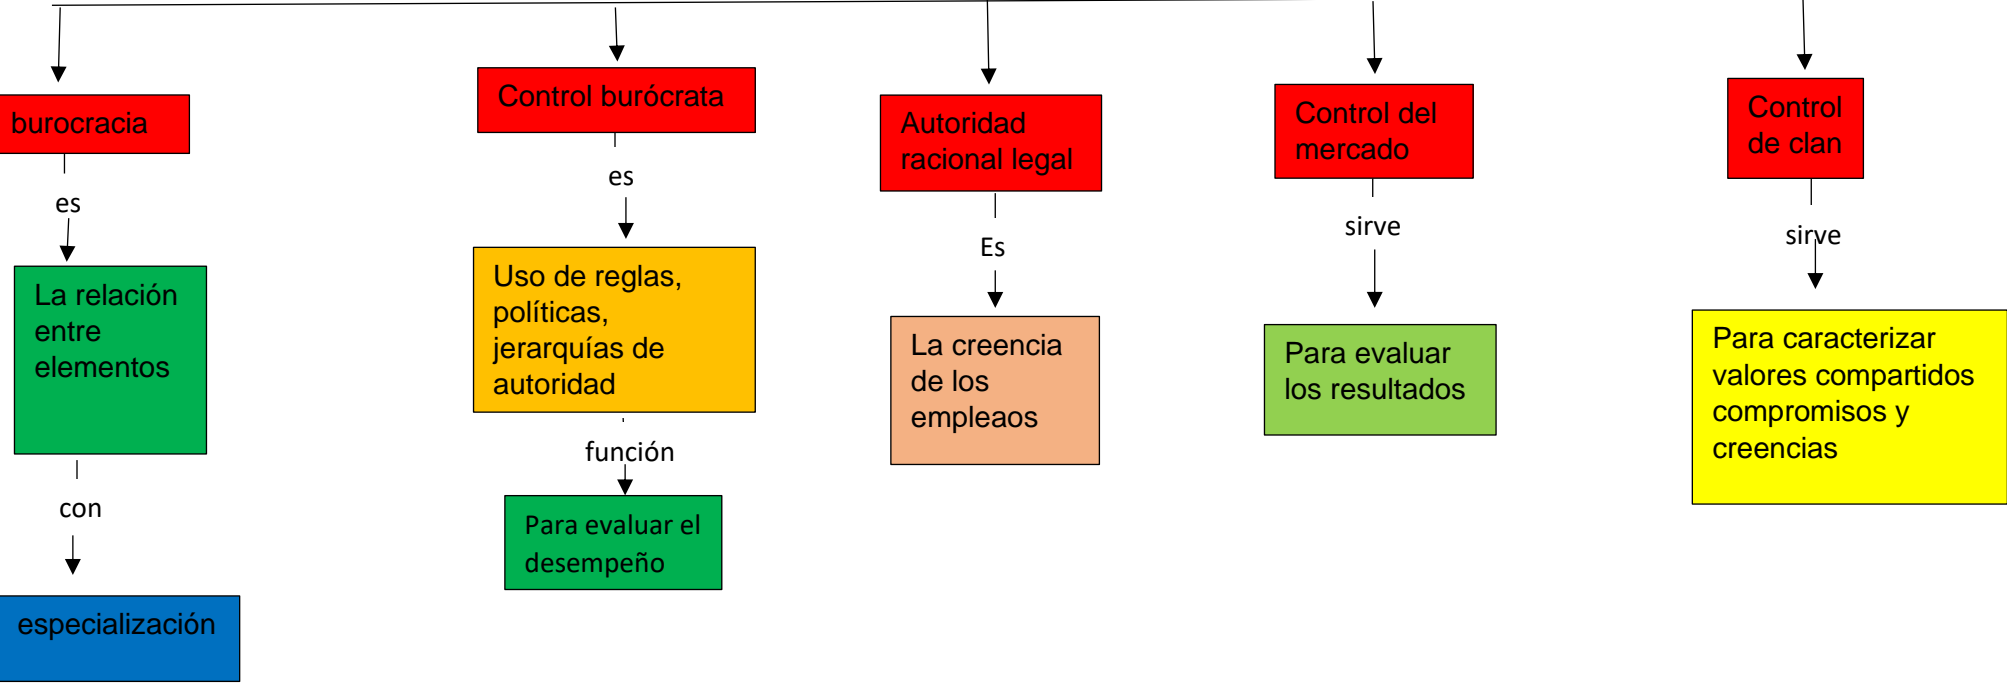 burocracia
es
La relación
entre
elementos
con
especialización
Control burócrata
es
Uso de reglas,
políticas,
jerarquías de
autoridad
función
Para evaluar el
desempeño
Autoridad
racional legal
Es
La creencia
de los
empleaos
Control del
mercado
sirve
Para evaluar
los resultados
Control
de clan
sirve
Para caracterizar
valores compartidos
compromisos y
creencias